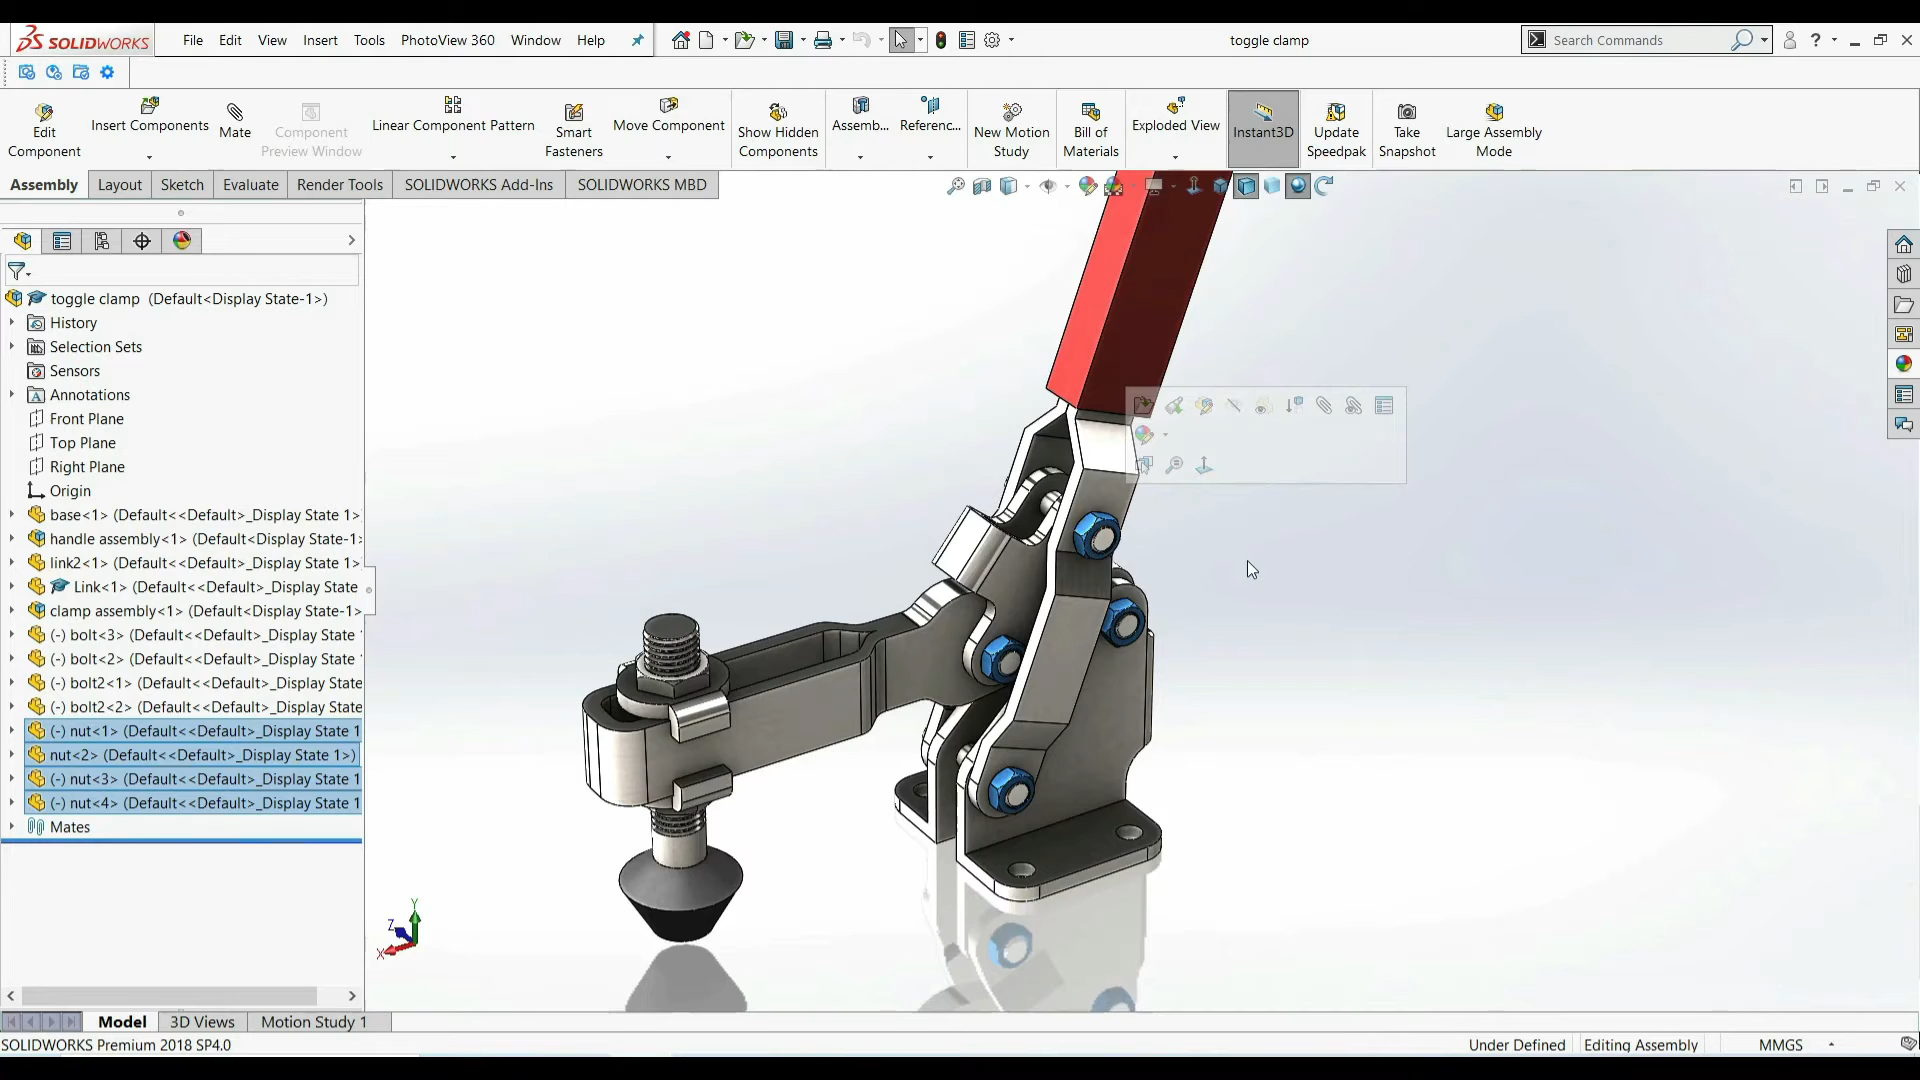 SOLIDWORKS
File Edit View Insert Tools PhotoView 360 Window Help
toggle clamp
Search Commands
?
Edit Component
Insert Components
Mate
Component Preview Window
Linear Component Pattern
Smart Fasteners
Move Component
Show Hidden Components
Assemb...
Referenc...
New Motion Study
Bill of Materials
Exploded View
Instant3D
Update Speedpak
Take Snapshot
Large Assembly Mode
Assembly Layout Sketch Evaluate Render Tools SOLIDWORKS Add-Ins SOLIDWORKS MBD
toggle clamp (Default<Display State-1>)
History
Selection Sets
Sensors
Annotations
Front Plane
Top Plane
Right Plane
Origin
base<1> (Default<<Default>_Display State 1>
handle assembly<1> (Default<Display State-1>
link2<1> (Default<<Default>_Display State 1>
Link<1> (Default<<Default>_Display State
clamp assembly<1> (Default<Display State-1>
(-) bolt<3> (Default<<Default>_Display State
(-) bolt<2> (Default<<Default>_Display State
(-) bolt2<1> (Default<<Default>_Display State
(-) bolt2<2> (Default<<Default>_Display State
(-) nut<1> (Default<<Default>_Display State 1
nut<2> (Default<<Default>_Display State 1>)
(-) nut<3> (Default<<Default>_Display State 1
(-) nut<4> (Default<<Default>_Display State 1
Mates
Y
Z
X
Model 3D Views Motion Study 1
SOLIDWORKS Premium 2018 SP4.0
Under Defined Editing Assembly MMGS